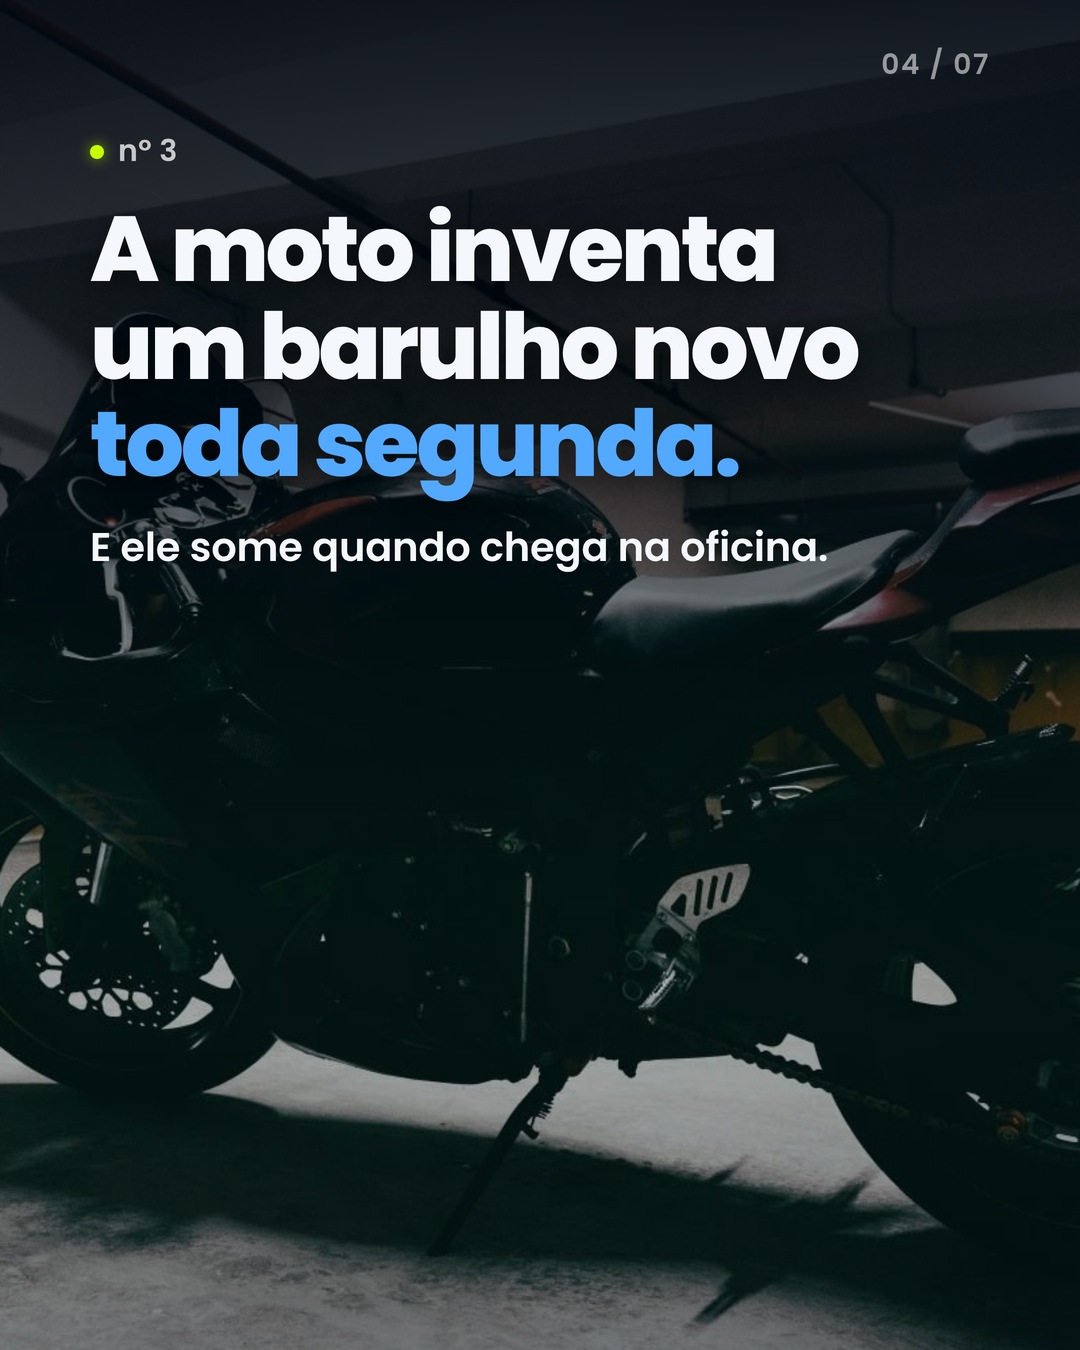 04 / 07
nº 3
A moto inventa
um barulho novo
toda segunda.
E ele some quando chega na oficina.